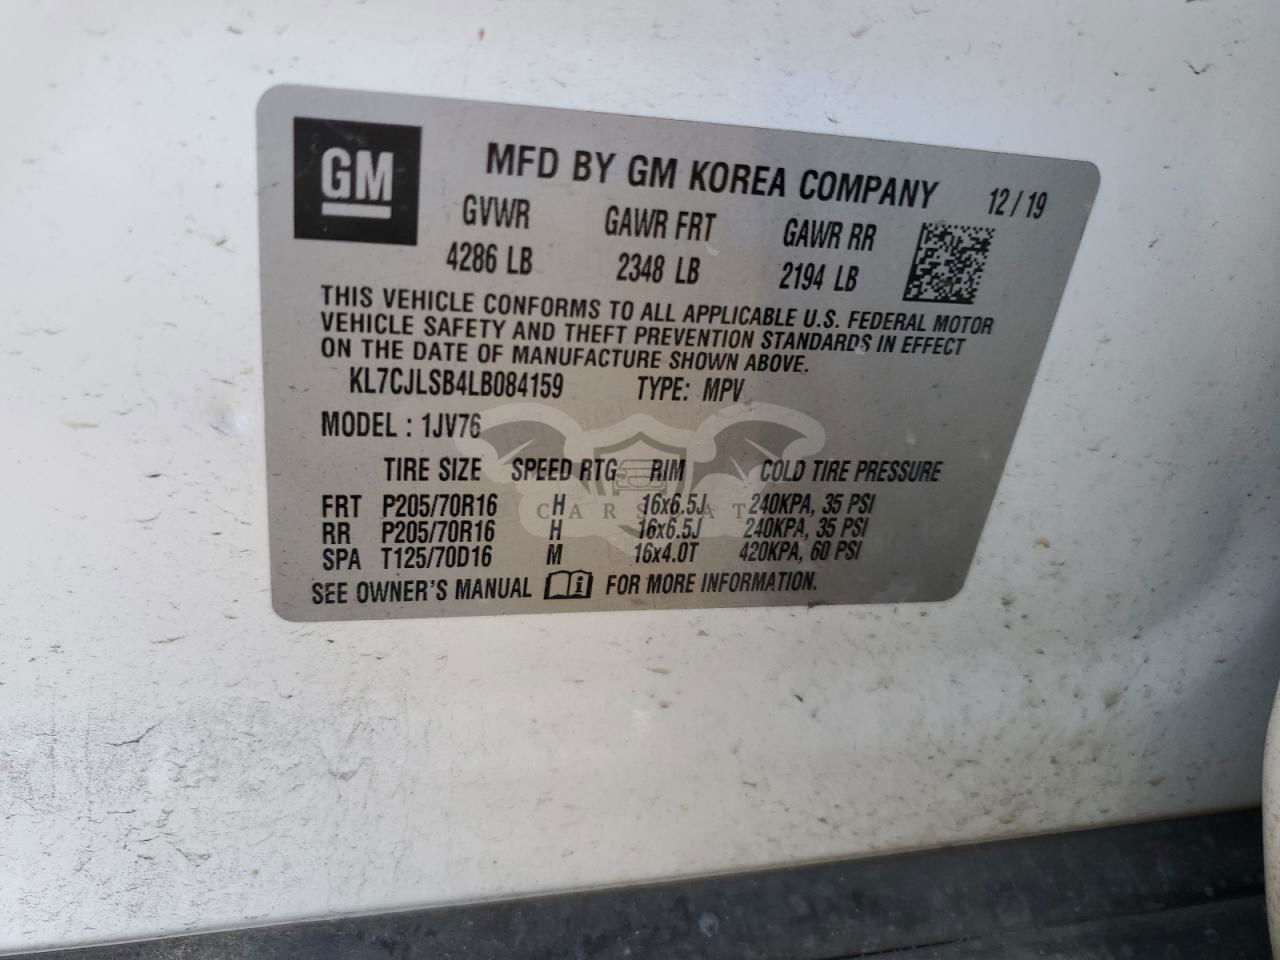 GM
MFD BY GM KOREA COMPANY 12/19
GVWR GAWR FRT GAWR RR
4286 LB 2348 LB 2194 LB
THIS VEHICLE CONFORMS TO ALL APPLICABLE U.S. FEDERAL MOTOR
VEHICLE SAFETY AND THEFT PREVENTION STANDARDS IN EFFECT
ON THE DATE OF MANUFACTURE SHOWN ABOVE.
KL7CJLSB4LB084159 TYPE: MPV
MODEL : 1JV76
TIRE SIZE SPEED RTG RIM COLD TIRE PRESSURE
FRT P205/70R16 H 16x6.5J 240KPA, 35 PSI
RR P205/70R16 H 16x6.5J 240KPA, 35 PSI
SPA T125/70D16 M 16x4.0T 420KPA, 60 PSI
SEE OWNER'S MANUAL i FOR MORE INFORMATION.